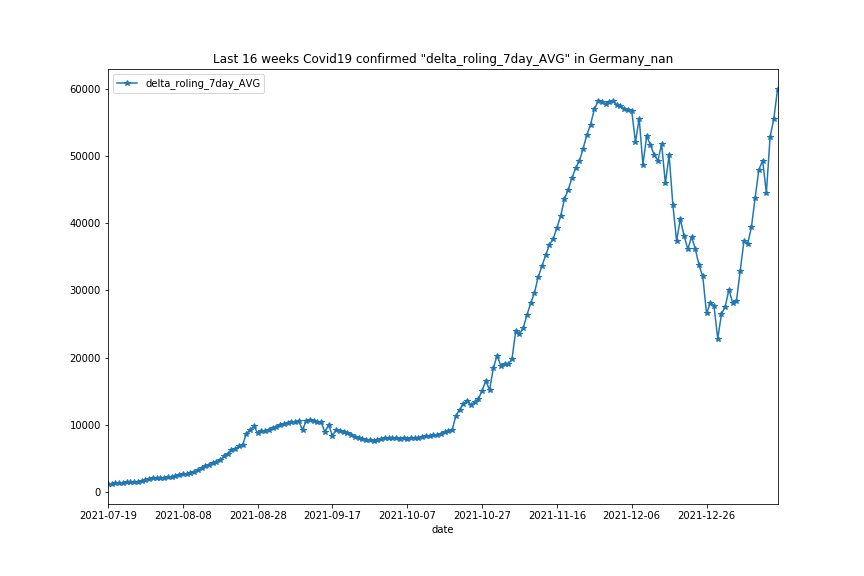 Last 16 weeks Covid19 confirmed "delta_roling_7day_AVG" in Germany_nan
delta_roling_7day_AVG
60000
50000
40000
30000
20000
10000
0
2021-07-19 2021-08-08 2021-08-28 2021-09-17 2021-10-07 2021-10-27 2021-11-16 2021-12-06 2021-12-26
date